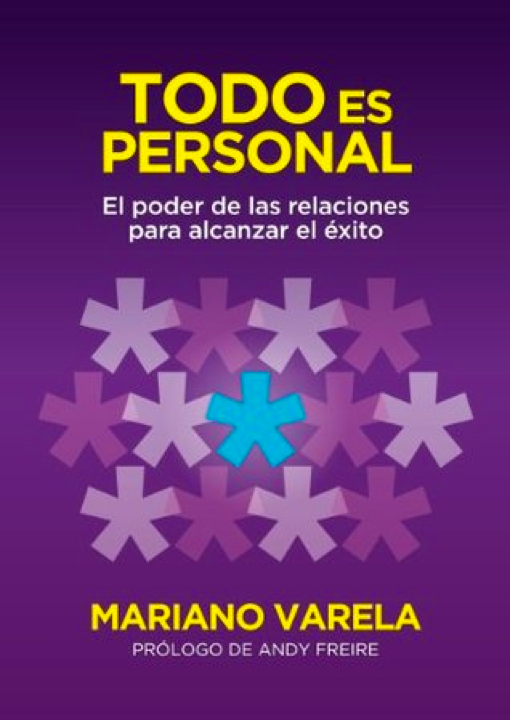 TODO ES
PERSONAL
El poder de las relaciones
para alcanzar el éxito
MARIANO VARELA
PRÓLOGO DE ANDY FREIRE